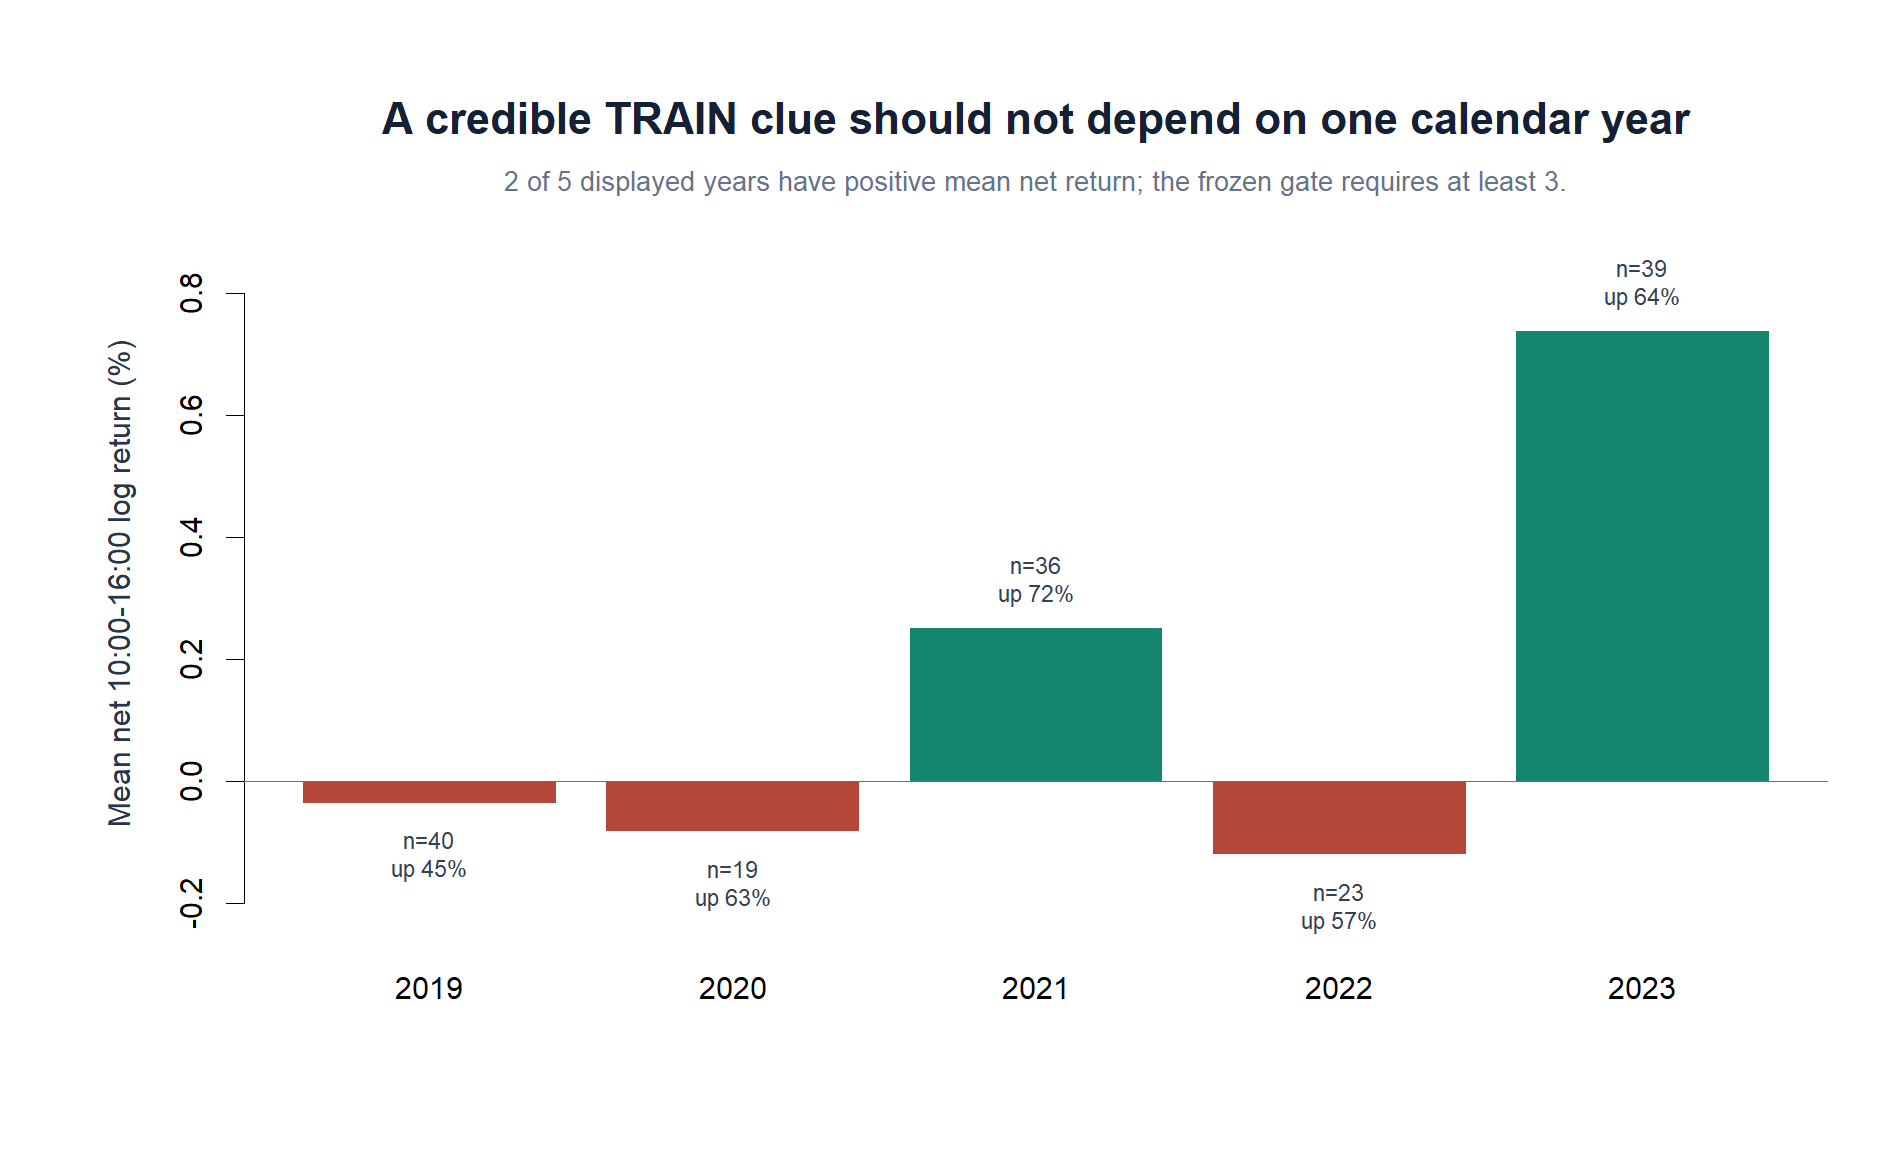 A credible TRAIN clue should not depend on one calendar year
2 of 5 displayed years have positive mean net return; the frozen gate requires at least 3.
Mean net 10:00-16:00 log return (%)
0.8
0.6
0.4
0.2
0.0
-0.2
n=40
up 45%
n=19
up 63%
n=36
up 72%
n=23
up 57%
n=39
up 64%
2019
2020
2021
2022
2023